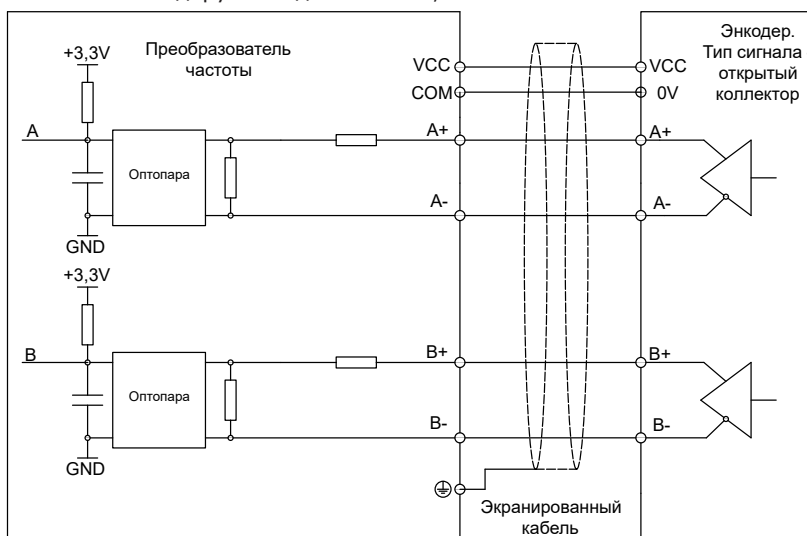 Преобразователь
частоты
+3,3V
A
Оптопара
GND
+3,3V
B
Оптопара
GND
VCC
COM
A+
A-
B+
B-
Экранированный
кабель
Энкодер.
Тип сигнала
открытый
коллектор
VCC
0V
A+
A-
B+
B-